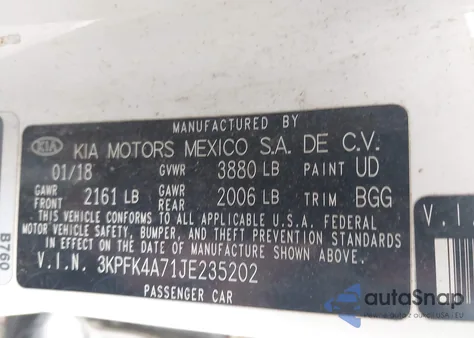 MANUFACTURED BY
KIA KIA MOTORS MEXICO S.A. DE C.V.
01/18 GVWR 3880 LB PAINT UD
GAWR FRONT 2161 LB GAWR REAR 2006 LB TRIM BGG
THIS VEHICLE CONFORMS TO ALL APPLICABLE U.S.A. FEDERAL
MOTOR VEHICLE SAFETY, BUMPER, AND THEFT PREVENTION STANDARDS
IN EFFECT ON THE DATE OF MANUFACTURE SHOWN ABOVE.
V.I.N. 3KPFK4A71JE235202
PASSENGER CAR
B760
V.I.
autoSnap